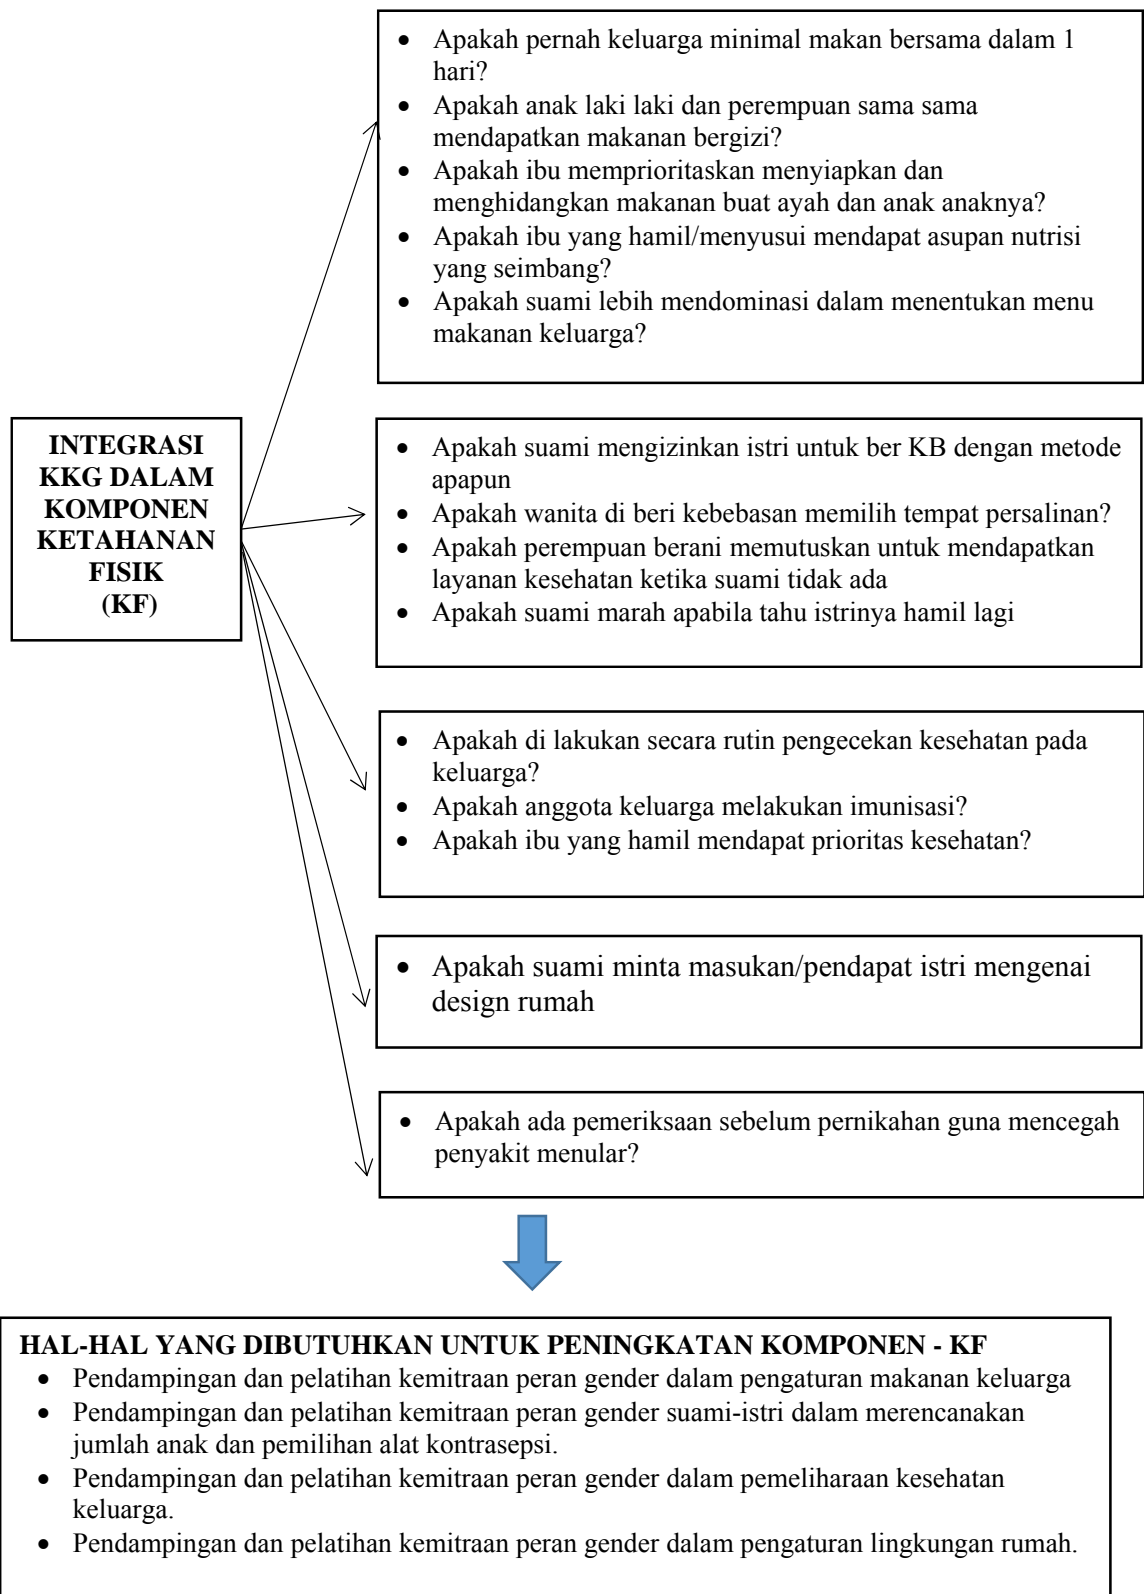 • Apakah pernah keluarga minimal makan bersama dalam 1
hari?
• Apakah anak laki laki dan perempuan sama sama
mendapatkan makanan bergizi?
• Apakah ibu memprioritaskan menyiapkan dan
menghidangkan makanan buat ayah dan anak anaknya?
• Apakah ibu yang hamil/menyusui mendapat asupan nutrisi
yang seimbang?
• Apakah suami lebih mendominasi dalam menentukan menu
makanan keluarga?
INTEGRASI
KKG DALAM
KOMPONEN
KETAHANAN
FISIK
(KF)
• Apakah suami mengizinkan istri untuk ber KB dengan metode
apapun
• Apakah wanita di beri kebebasan memilih tempat persalinan?
• Apakah perempuan berani memutuskan untuk mendapatkan
layanan kesehatan ketika suami tidak ada
• Apakah suami marah apabila tahu istrinya hamil lagi
• Apakah di lakukan secara rutin pengecekan kesehatan pada
keluarga?
• Apakah anggota keluarga melakukan imunisasi?
• Apakah ibu yang hamil mendapat prioritas kesehatan?
• Apakah suami minta masukan/pendapat istri mengenai
design rumah
• Apakah ada pemeriksaan sebelum pernikahan guna mencegah
penyakit menular?
HAL-HAL YANG DIBUTUHKAN UNTUK PENINGKATAN KOMPONEN - KF
• Pendampingan dan pelatihan kemitraan peran gender dalam pengaturan makanan keluarga
• Pendampingan dan pelatihan kemitraan peran gender suami-istri dalam merencanakan
jumlah anak dan pemilihan alat kontrasepsi.
• Pendampingan dan pelatihan kemitraan peran gender dalam pemeliharaan kesehatan
keluarga.
• Pendampingan dan pelatihan kemitraan peran gender dalam pengaturan lingkungan rumah.